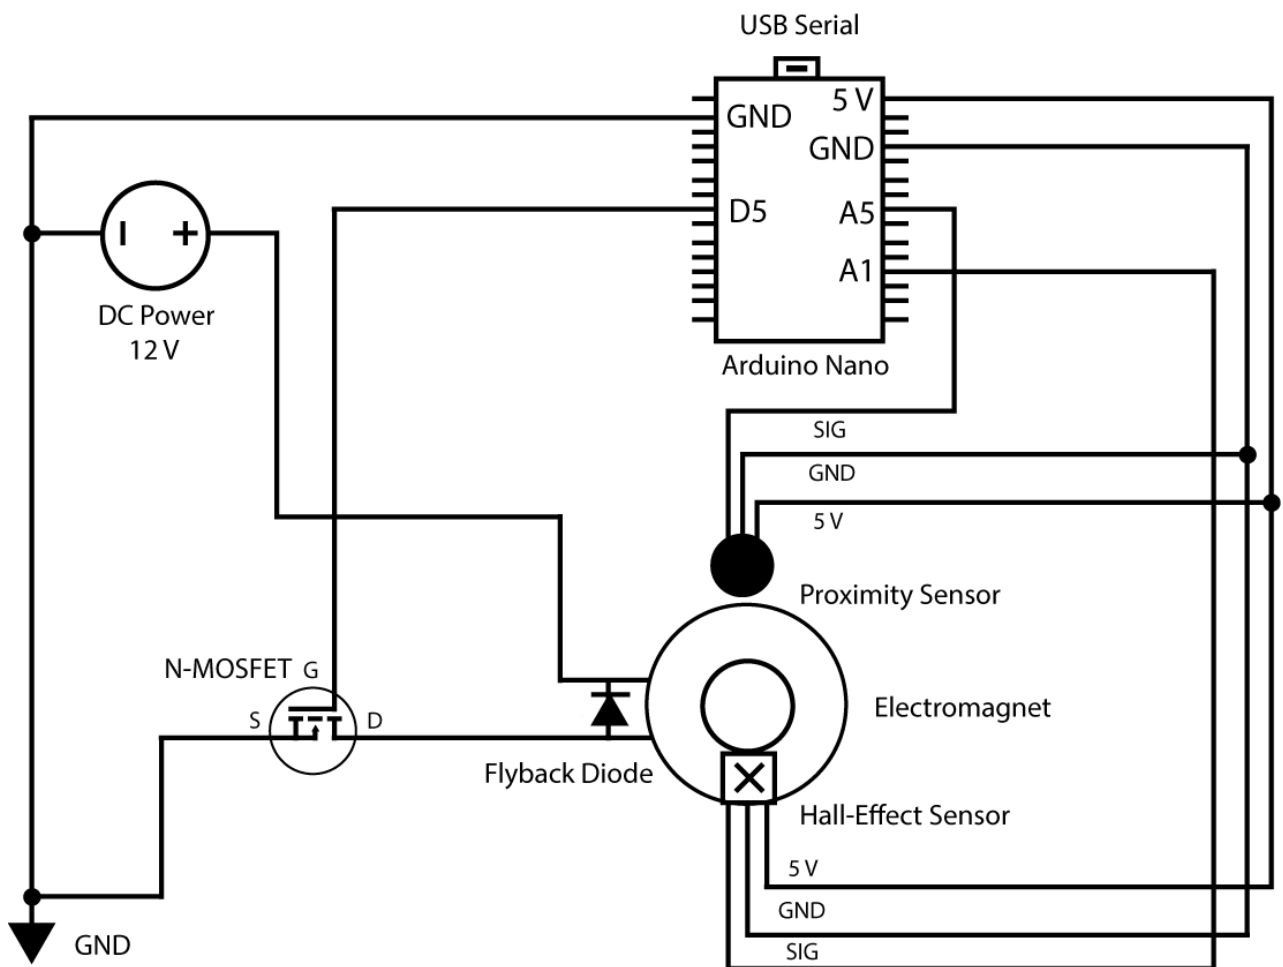 USB Serial
5 V
GND
GND
D5
A5
A1
DC Power
12 V
Arduino Nano
SIG
GND
5 V
Proximity Sensor
N-MOSFET G
S
D
Electromagnet
Flyback Diode
Hall-Effect Sensor
5 V
GND
GND
SIG